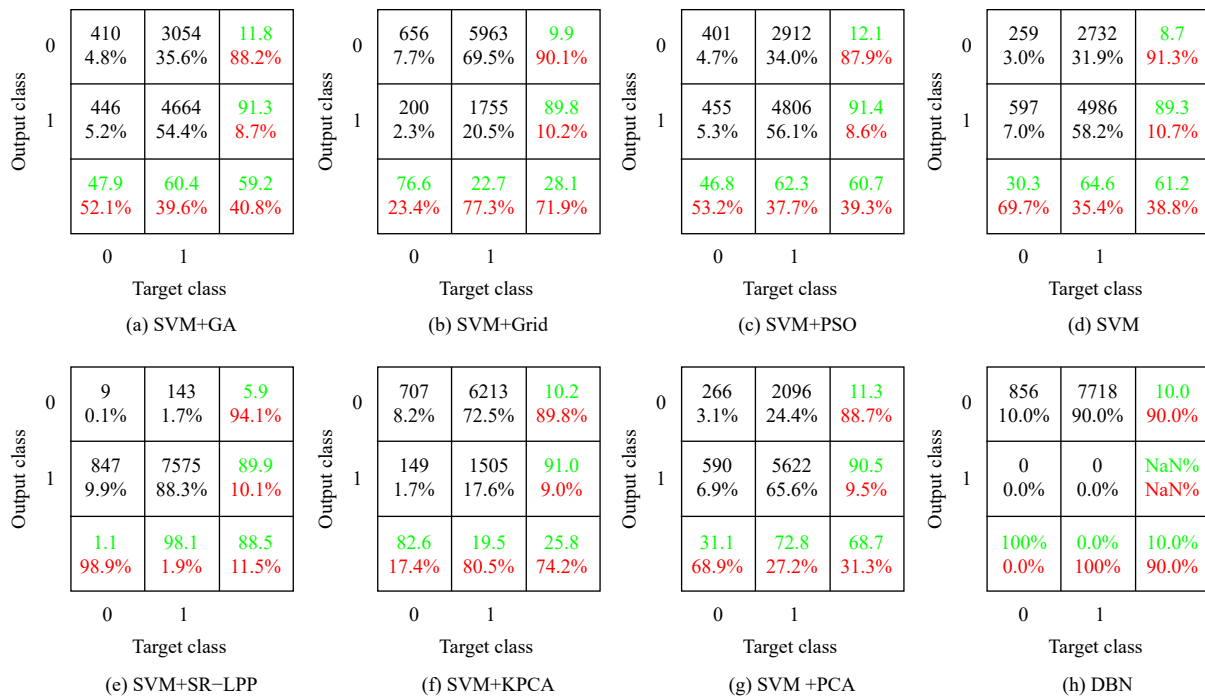 410 3054 11.8 656 5963 9.9 401 2912 12.1 259 2732 8.7
0 0 0 0
4.8% 35.6% 88.2% 7.7% 69.5% 90.1% 4.7% 34.0% 87.9% 3.0% 31.9% 91.3%
Output class Output class Output class Output class
446 4664 91.3 200 1755 89.8 455 4806 91.4 597 4986 89.3
1 1 1 1
5.2% 54.4% 8.7% 2.3% 20.5% 10.2% 5.3% 56.1% 8.6% 7.0% 58.2% 10.7%
47.9 60.4 59.2 76.6 22.7 28.1 46.8 62.3 60.7 30.3 64.6 61.2
52.1% 39.6% 40.8% 23.4% 77.3% 71.9% 53.2% 37.7% 39.3% 69.7% 35.4% 38.8%
0 1 0 1 0 1 0 1
Target class Target class Target class Target class
(a) SVM+GA (b) SVM+Grid (c) SVM+PSO (d) SVM
9 143 5.9 707 6213 10.2 266 2096 11.3 856 7718 10.0
0 0 0 0
0.1% 1.7% 94.1% 8.2% 72.5% 89.8% 3.1% 24.4% 88.7% 10.0% 90.0% 90.0%
Output class Output class Output class Output class
847 7575 89.9 149 1505 91.0 590 5622 90.5 0 0 NaN%
1 1 1 1
9.9% 88.3% 10.1% 1.7% 17.6% 9.0% 6.9% 65.6% 9.5% 0.0% 0.0% NaN%
1.1 98.1 88.5 82.6 19.5 25.8 31.1 72.8 68.7 100% 0.0% 10.0%
98.9% 1.9% 11.5% 17.4% 80.5% 74.2% 68.9% 27.2% 31.3% 0.0% 100% 90.0%
0 1 0 1 0 1 0 1
Target class Target class Target class Target class
(e) SVM+SR−LPP (f) SVM+KPCA (g) SVM +PCA (h) DBN